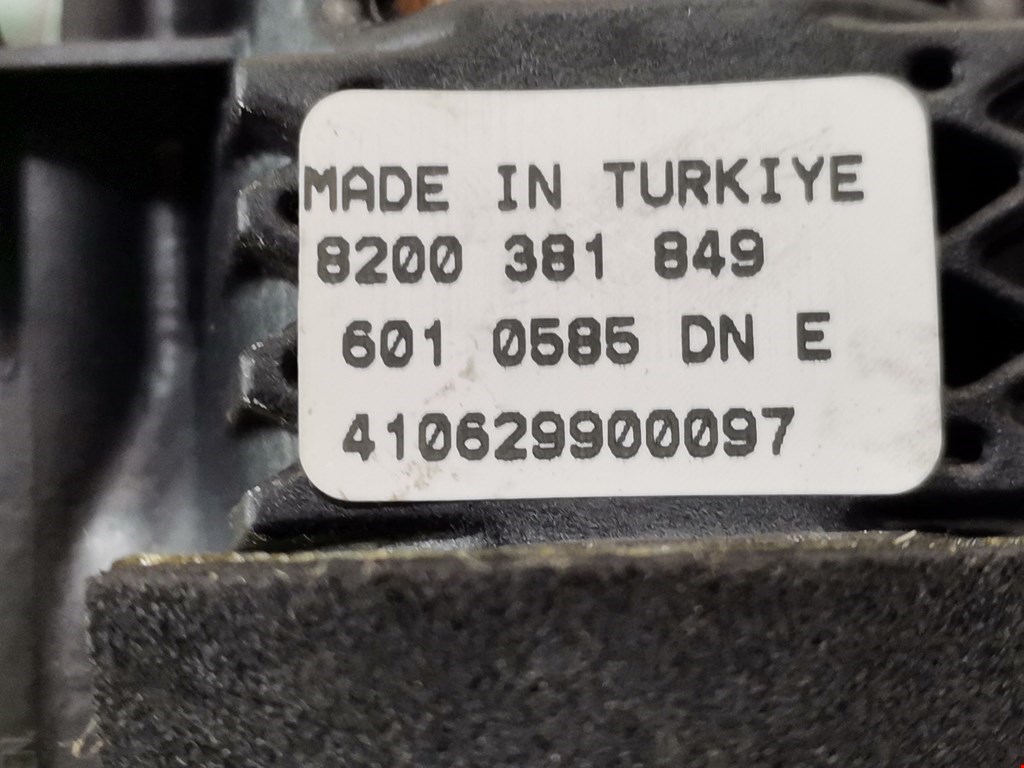 MADE IN TURKIYE
8200 381 849
601 0585 DN E
410629900097